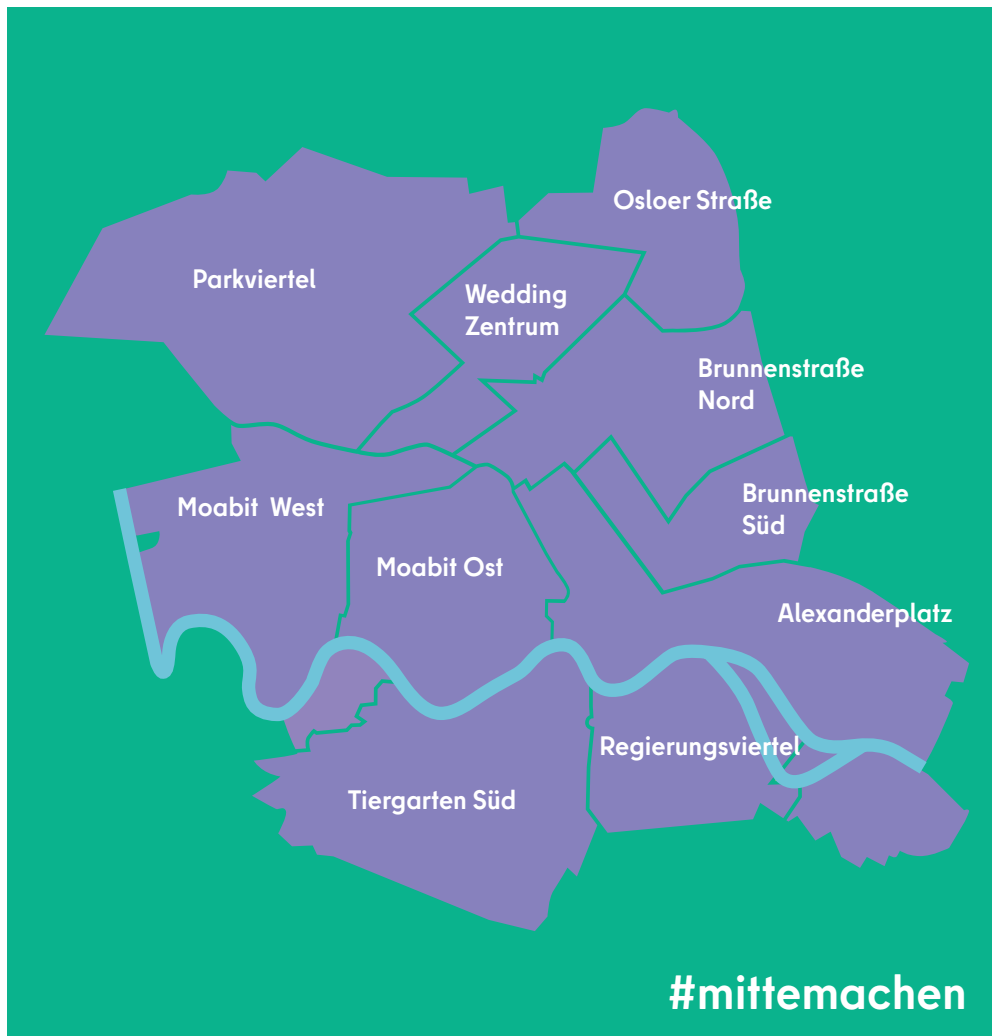 Osloer Straße
Parkviertel
Wedding
Zentrum
Brunnenstraße
Nord
Brunnenstraße
Süd
Moabit West
Moabit Ost
Alexanderplatz
Regierungsviertel
Tiergarten Süd
#mittemachen